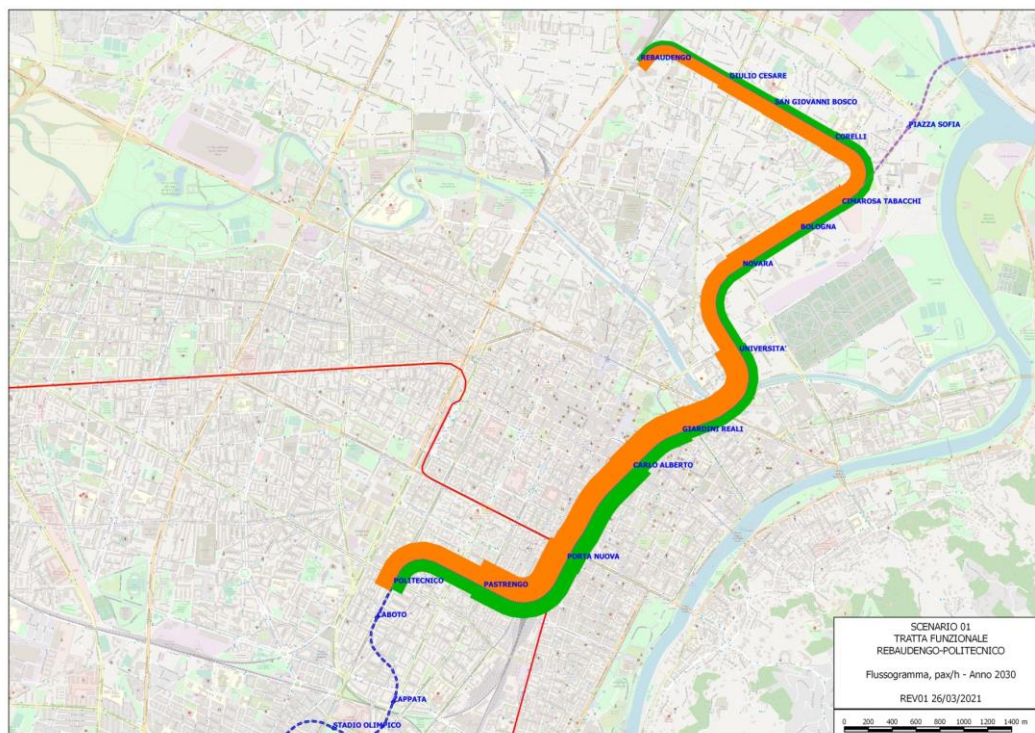 REBAUDENGO
GIULIO CESARE
SAN GIOVANNI BOSCO
PIAZZA SOFIA
CORELLI
CIMAROSA TABACCHI
BOLOGNA
NOVARA
UNIVERSITA'
GIARDINI REALI
CARLO ALBERTO
PORTA NUOVA
POLITECNICO
PASTRENGO
CABOTO
ZAPPATA
STADIO OLIMPICO
SCENARIO 01
TRATTA FUNZIONALE
REBAUDENGO-POLITECNICO
Flussogramma, pax/h - Anno 2030
REV01 26/03/2021
0 200 400 600 800 1000 1200 1400 m